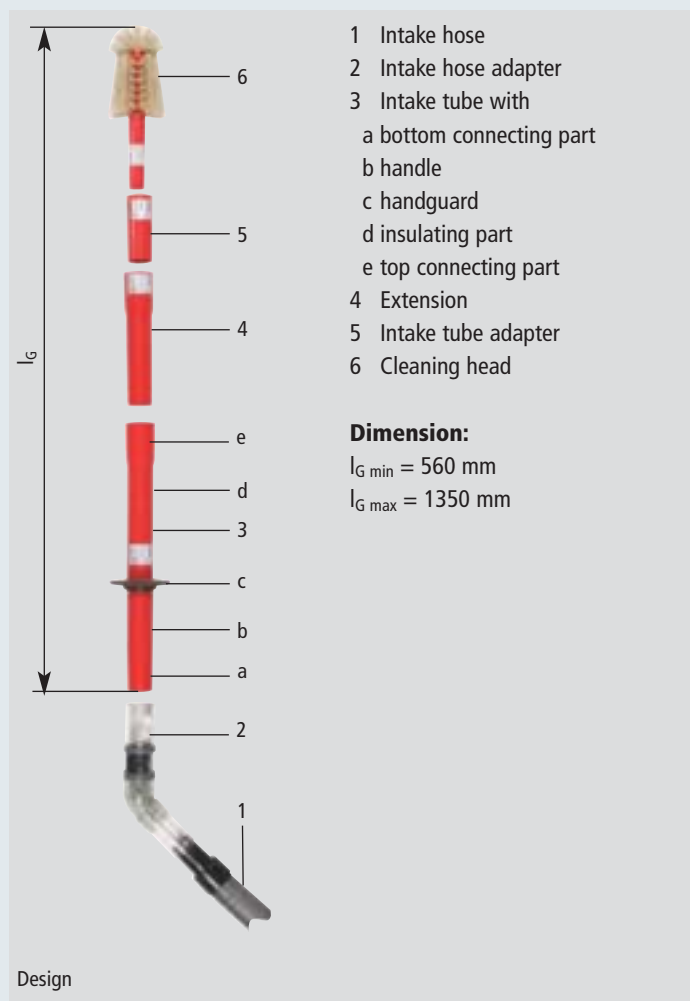 1 Intake hose
2 Intake hose adapter
3 Intake tube with
a bottom connecting part
b handle
c handguard
d insulating part
e top connecting part
4 Extension
5 Intake tube adapter
6 Cleaning head
Dimension:
lG min = 560 mm
lG max = 1350 mm
lG
6
5
4
e
d
3
c
b
a
2
1
Design